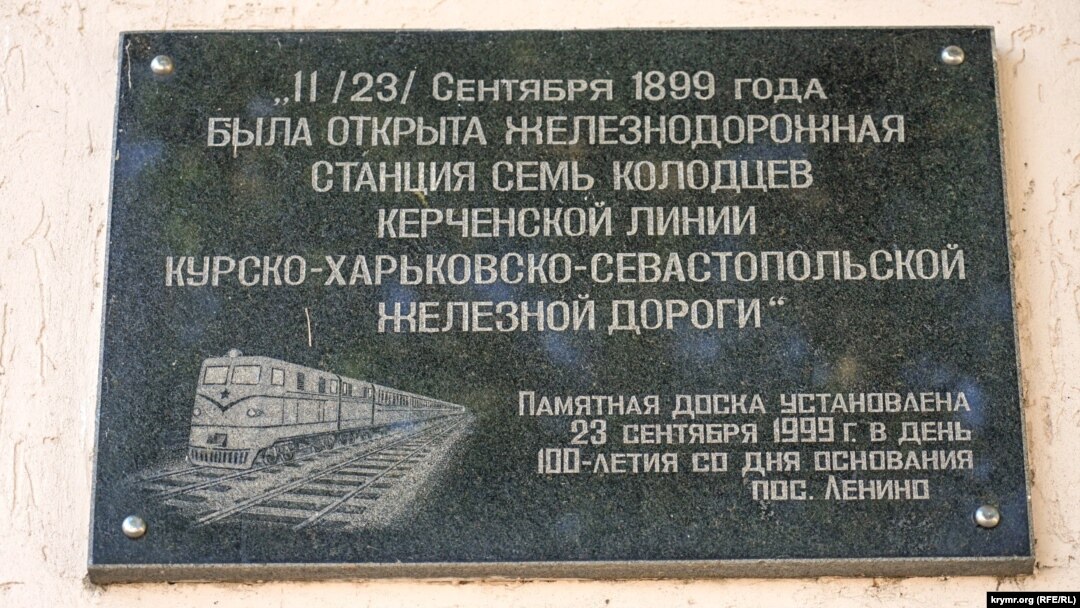 „11/23/ Сентября 1899 года
БЫЛА ОТКРЫТА ЖЕЛЕЗНОДОРОЖНАЯ
СТАНЦИЯ СЕМЬ КОЛОДЦЕВ
КЕРЧЕНСКОЙ ЛИНИИ
КУРСКО-ХАРЬКОВСКО-СЕВАСТОПОЛЬСКОЙ
ЖЕЛЕЗНОЙ ДОРОГИ“
Памятная доска установлена
23 сентября 1999 г. в день
100-летия со дня основания
пос. Ленино
krymr.org (RFE/RL)